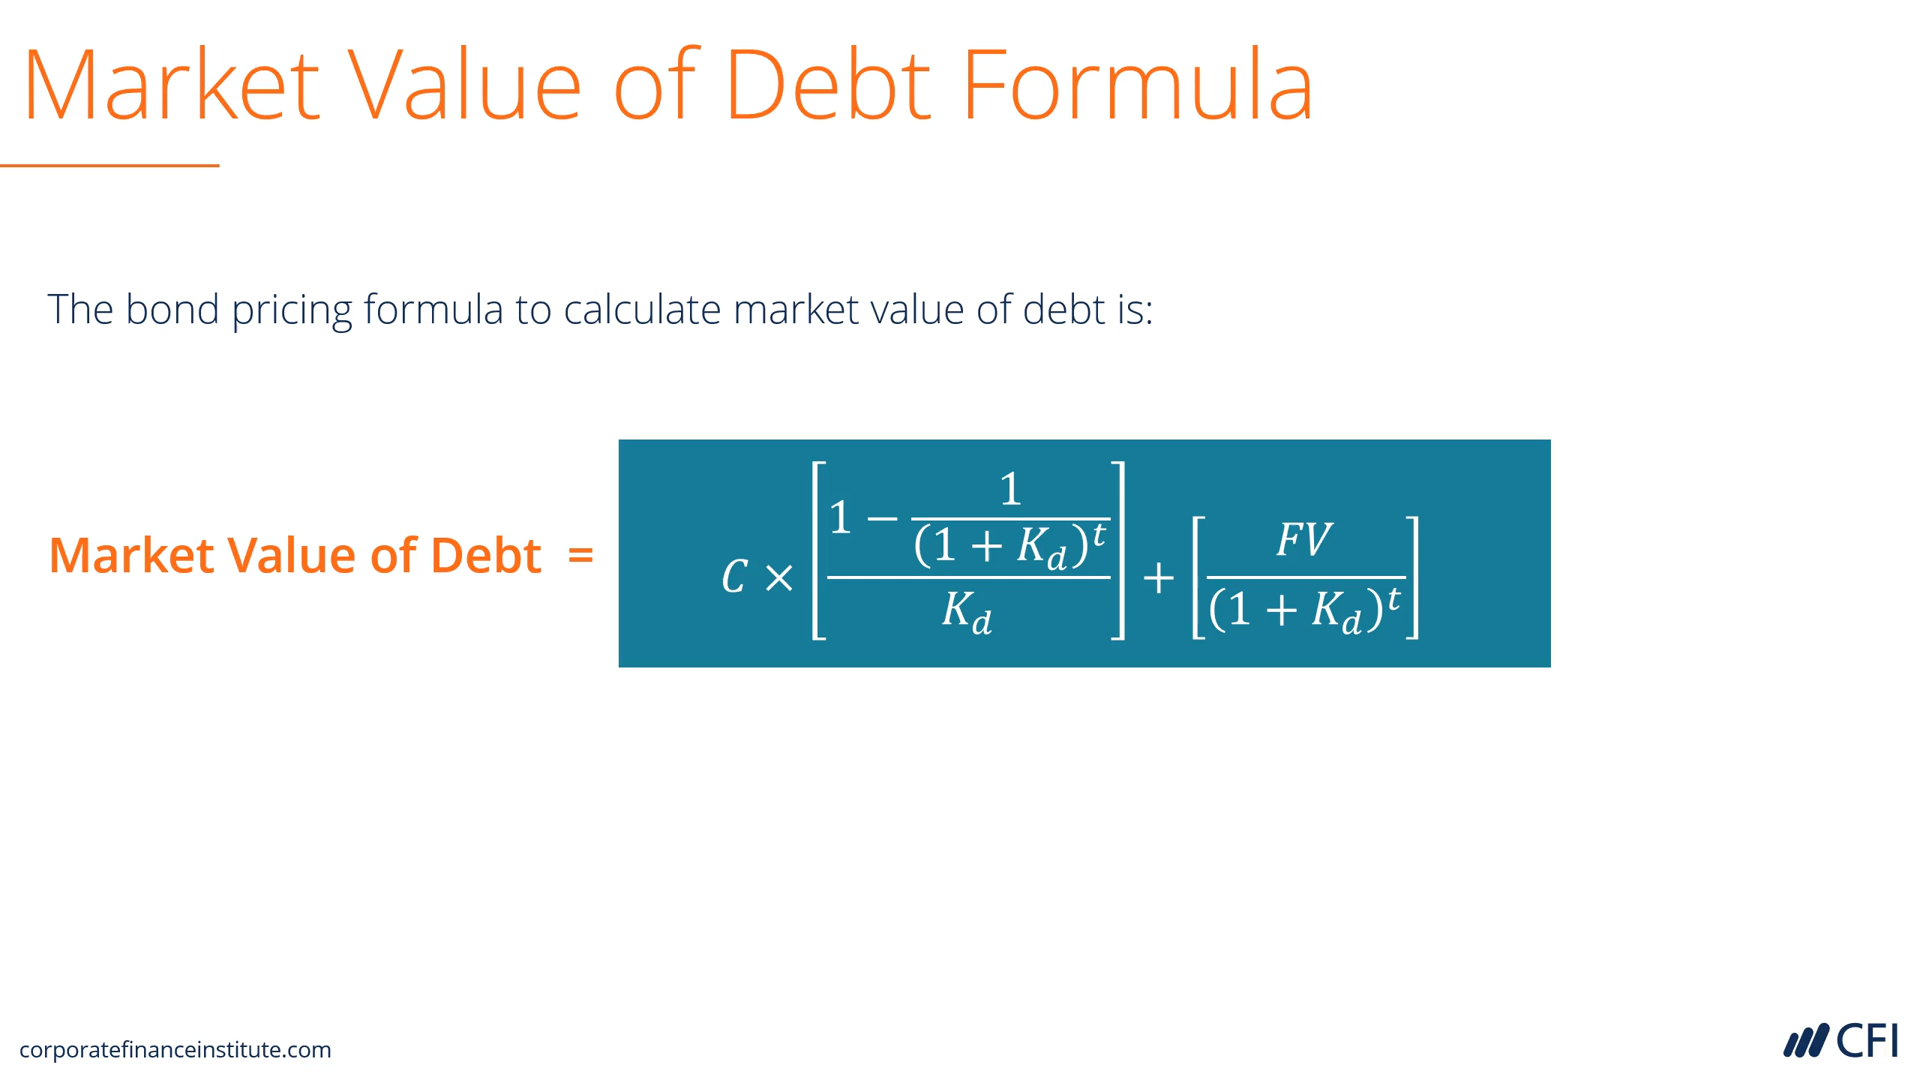 Market Value of Debt Formula
The bond pricing formula to calculate market value of debt is:
Market Value of Debt = C × [(1 − 1/(1 + K_d)^t)/K_d] + [FV/(1 + K_d)^t]
corporatefinanceinstitute.com
CFI